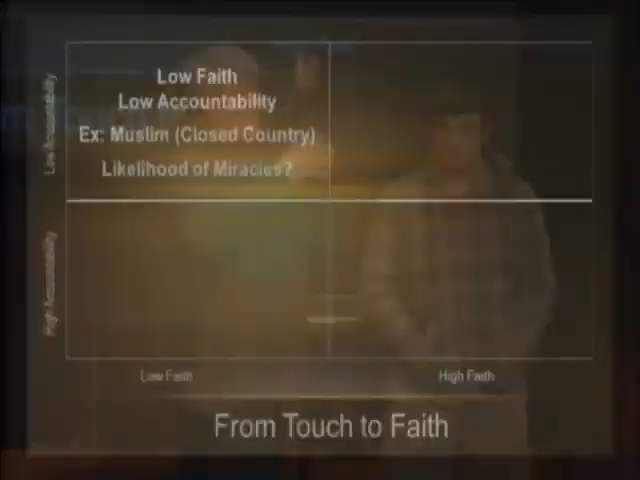 Low Faith
Low Accountability
Ex: Muslim (Closed Country)
Likelihood of Miracles?
Low Accountability
High Accountability
Low Faith
High Faith
From Touch to Faith